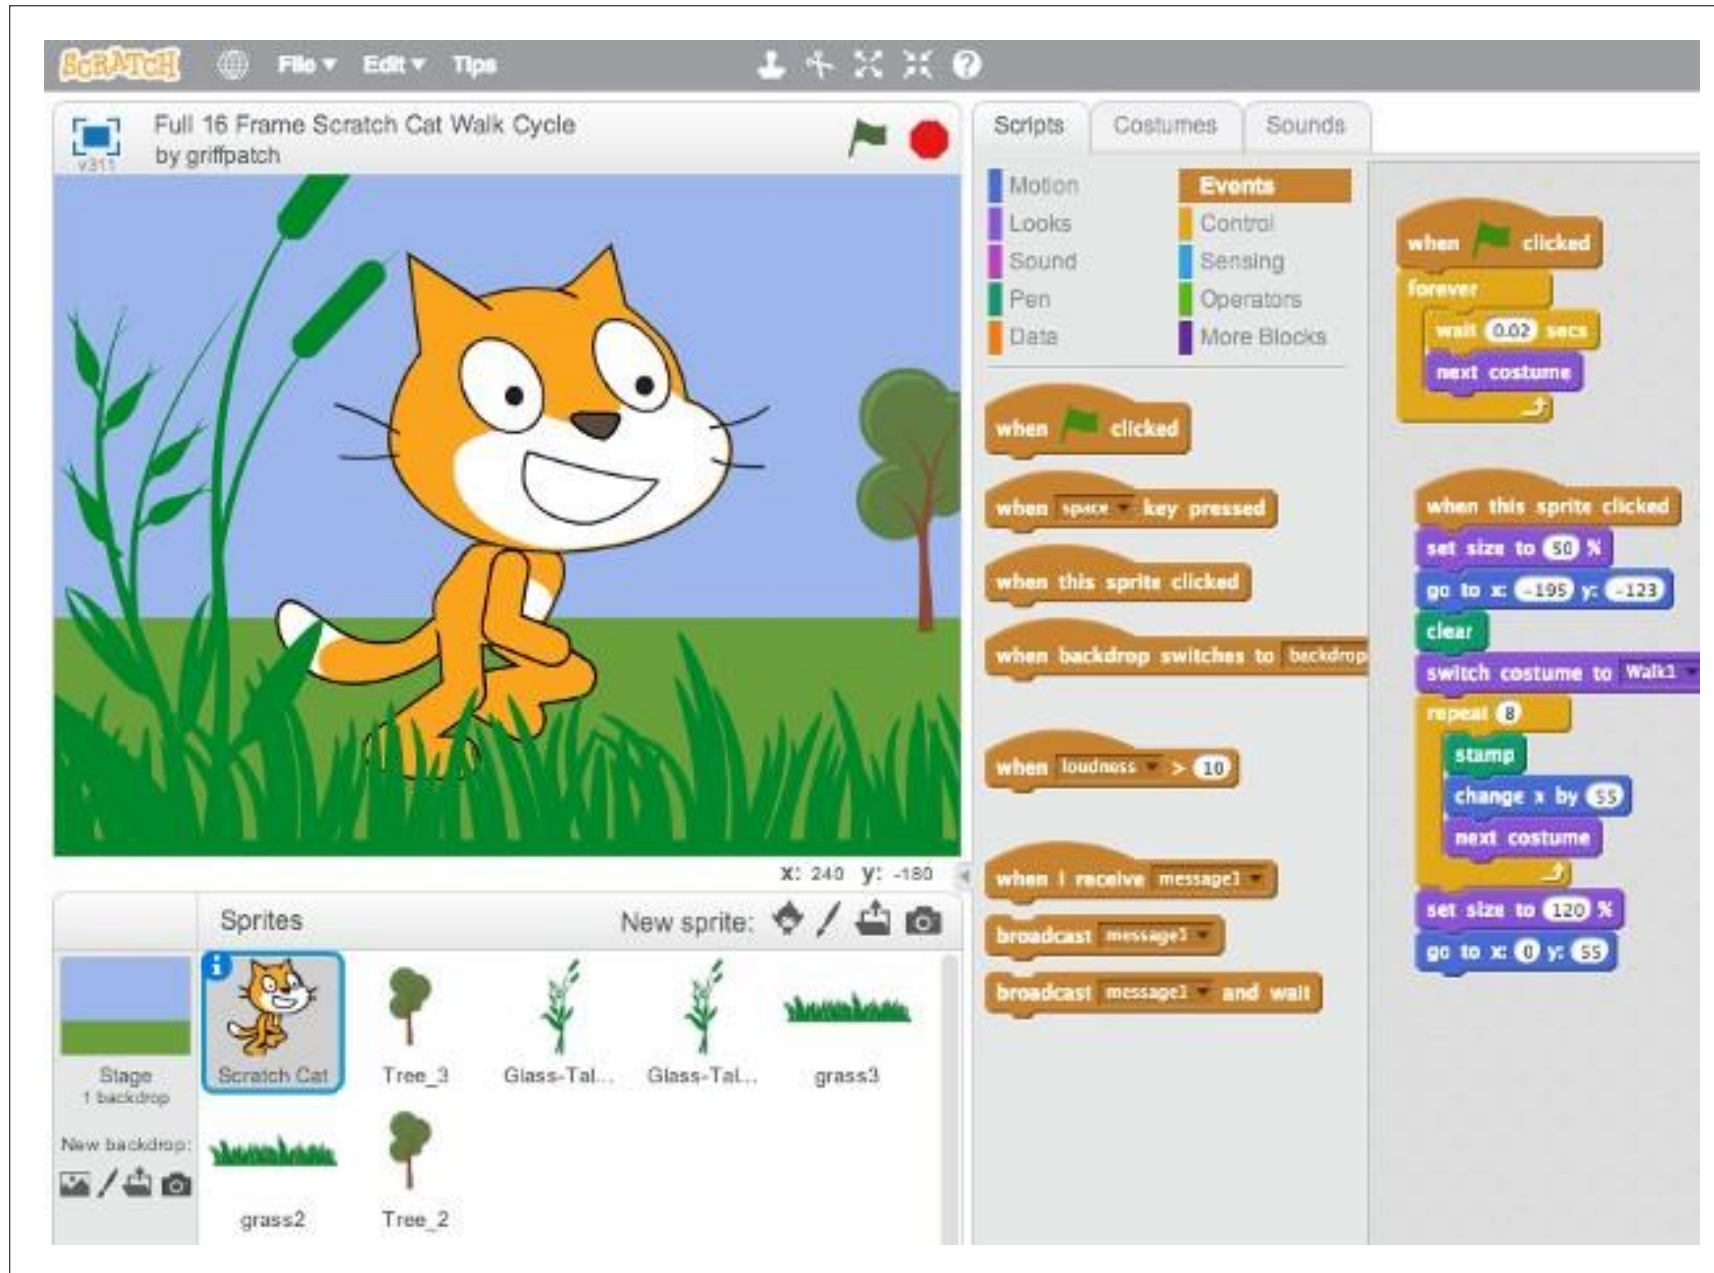 SCRATCH File Edit Tips
Full 16 Frame Scratch Cat Walk Cycle
by griffpatch
v311
x: 240 y: -180
Sprites New sprite:
Stage
1 backdrop
New backdrop:
Scratch Cat Tree_3 Glass-Tal... Glass-Tal... grass3
grass2 Tree_2
Scripts Costumes Sounds
Motion Events
Looks Control
Sound Sensing
Pen Operators
Data More Blocks
when clicked
when space key pressed
when this sprite clicked
when backdrop switches to backdrop
when loudness > 10
when I receive message1
broadcast message1
broadcast message1 and wait
when clicked
forever
wait 0.02 secs
next costume
when this sprite clicked
set size to 50 %
go to x: -195 y: -123
clear
switch costume to Walk1
repeat 8
stamp
change x by 55
next costume
set size to 120 %
go to x: 0 y: 55